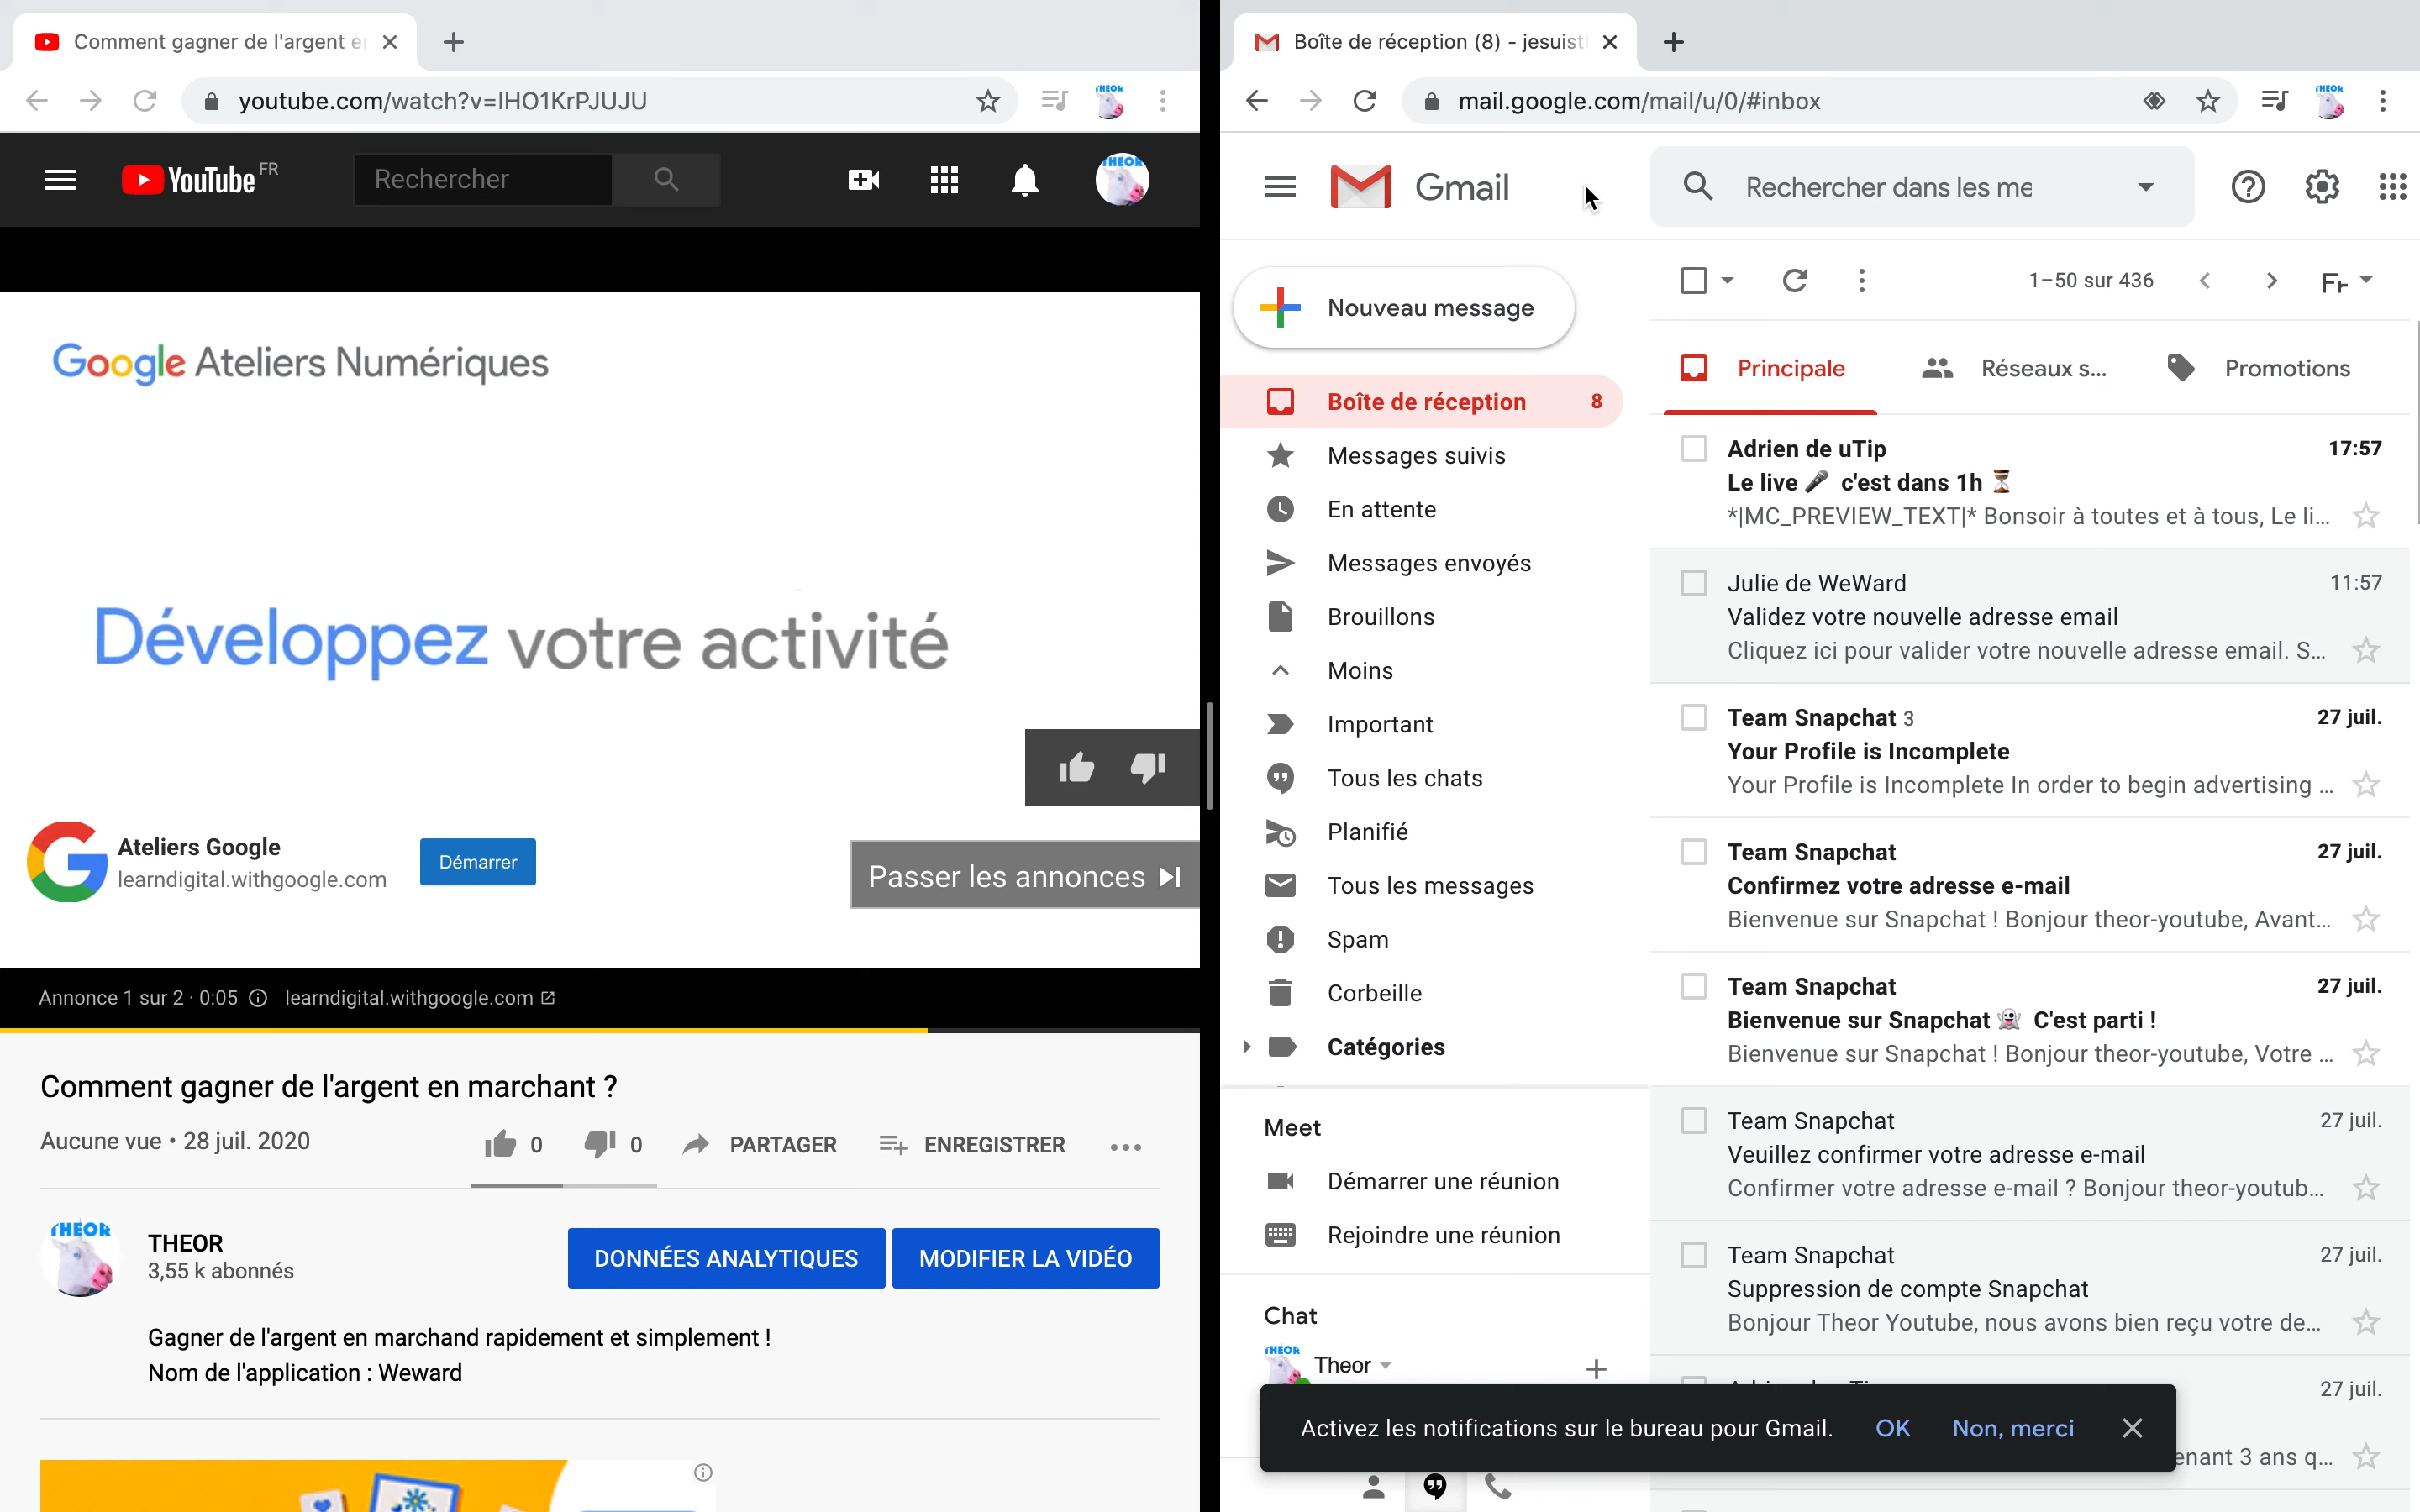 Comment gagner de l'argent e
youtube.com/watch?v=IHO1KrPJUJU
THEOR
YouTube FR
Rechercher
THEOR
Google Ateliers Numériques
Développez votre activité
Ateliers Google
learndigital.withgoogle.com
Démarrer
Passer les annonces
Annonce 1 sur 2 · 0:05 learndigital.withgoogle.com
Comment gagner de l'argent en marchant ?
Aucune vue • 28 juil. 2020
0
0
PARTAGER
ENREGISTRER
THEOR
THEOR
3,55 k abonnés
DONNÉES ANALYTIQUES
MODIFIER LA VIDÉO
Gagner de l'argent en marchand rapidement et simplement !
Nom de l'application : Weward
Boîte de réception (8) - jesuist
mail.google.com/mail/u/0/#inbox
THEOR
Gmail
Rechercher dans les me
Nouveau message
Boîte de réception 8
Messages suivis
En attente
Messages envoyés
Brouillons
Moins
Important
Tous les chats
Planifié
Tous les messages
Spam
Corbeille
Catégories
Meet
Démarrer une réunion
Rejoindre une réunion
Chat
THEOR
Theor
1–50 sur 436
Fr
Principale
Réseaux s...
Promotions
Adrien de uTip 17:57
Le live 🎤 c'est dans 1h ⏳
*|MC_PREVIEW_TEXT|* Bonsoir à toutes et à tous, Le li...
Julie de WeWard 11:57
Validez votre nouvelle adresse email
Cliquez ici pour valider votre nouvelle adresse email. S...
Team Snapchat 3 27 juil.
Your Profile is Incomplete
Your Profile is Incomplete In order to begin advertising ...
Team Snapchat 27 juil.
Confirmez votre adresse e-mail
Bienvenue sur Snapchat ! Bonjour theor-youtube, Avant...
Team Snapchat 27 juil.
Bienvenue sur Snapchat 👻 C'est parti !
Bienvenue sur Snapchat ! Bonjour theor-youtube, Votre ...
Team Snapchat 27 juil.
Veuillez confirmer votre adresse e-mail
Confirmer votre adresse e-mail ? Bonjour theor-youtub...
Team Snapchat 27 juil.
Suppression de compte Snapchat
Bonjour Theor Youtube, nous avons bien reçu votre de...
27 juil.
enant 3 ans q...
Activez les notifications sur le bureau pour Gmail. OK Non, merci